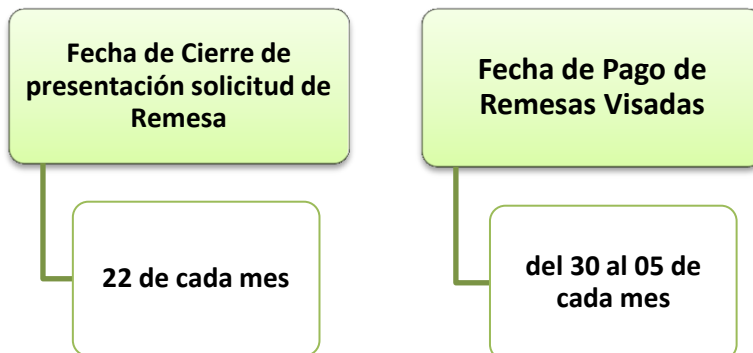 Fecha de Cierre de
presentación solicitud de
Remesa
22 de cada mes
Fecha de Pago de
Remesas Visadas
del 30 al 05 de
cada mes